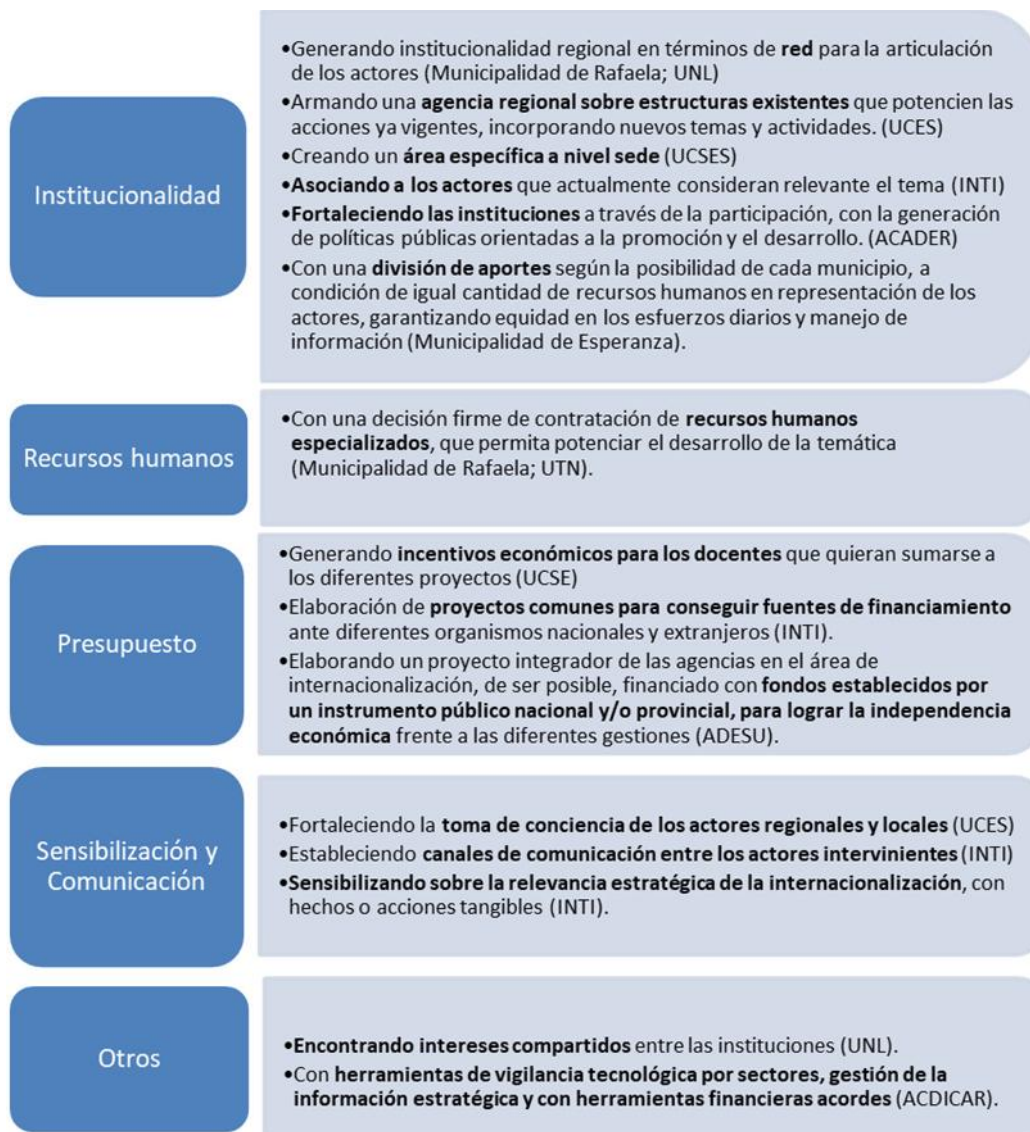 Institucionalidad
•Generando institucionalidad regional en términos de red para la articulación
de los actores (Municipalidad de Rafaela; UNL)
•Armando una agencia regional sobre estructuras existentes que potencien las
acciones ya vigentes, incorporando nuevos temas y actividades. (UCES)
•Creando un área específica a nivel sede (UCSES)
•Asociando a los actores que actualmente consideran relevante el tema (INTI)
•Fortaleciendo las instituciones a través de la participación, con la generación
de políticas públicas orientadas a la promoción y el desarrollo. (ACADER)
•Con una división de aportes según la posibilidad de cada municipio, a
condición de igual cantidad de recursos humanos en representación de los
actores, garantizando equidad en los esfuerzos diarios y manejo de
información (Municipalidad de Esperanza).
Recursos humanos
•Con una decisión firme de contratación de recursos humanos
especializados, que permita potenciar el desarrollo de la temática
(Municipalidad de Rafaela; UTN).
Presupuesto
•Generando incentivos económicos para los docentes que quieran sumarse a
los diferentes proyectos (UCSE)
•Elaboración de proyectos comunes para conseguir fuentes de financiamiento
ante diferentes organismos nacionales y extranjeros (INTI).
•Elaborando un proyecto integrador de las agencias en el área de
internacionalización, de ser posible, financiado con fondos establecidos por
un instrumento público nacional y/o provincial, para lograr la independencia
económica frente a las diferentes gestiones (ADESU).
Sensibilización y
Comunicación
•Fortaleciendo la toma de conciencia de los actores regionales y locales (UCES)
•Estableciendo canales de comunicación entre los actores intervinientes (INTI)
•Sensibilizando sobre la relevancia estratégica de la internacionalización, con
hechos o acciones tangibles (INTI).
Otros
•Encontrando intereses compartidos entre las instituciones (UNL).
•Con herramientas de vigilancia tecnológica por sectores, gestión de la
información estratégica y con herramientas financieras acordes (ACDICAR).